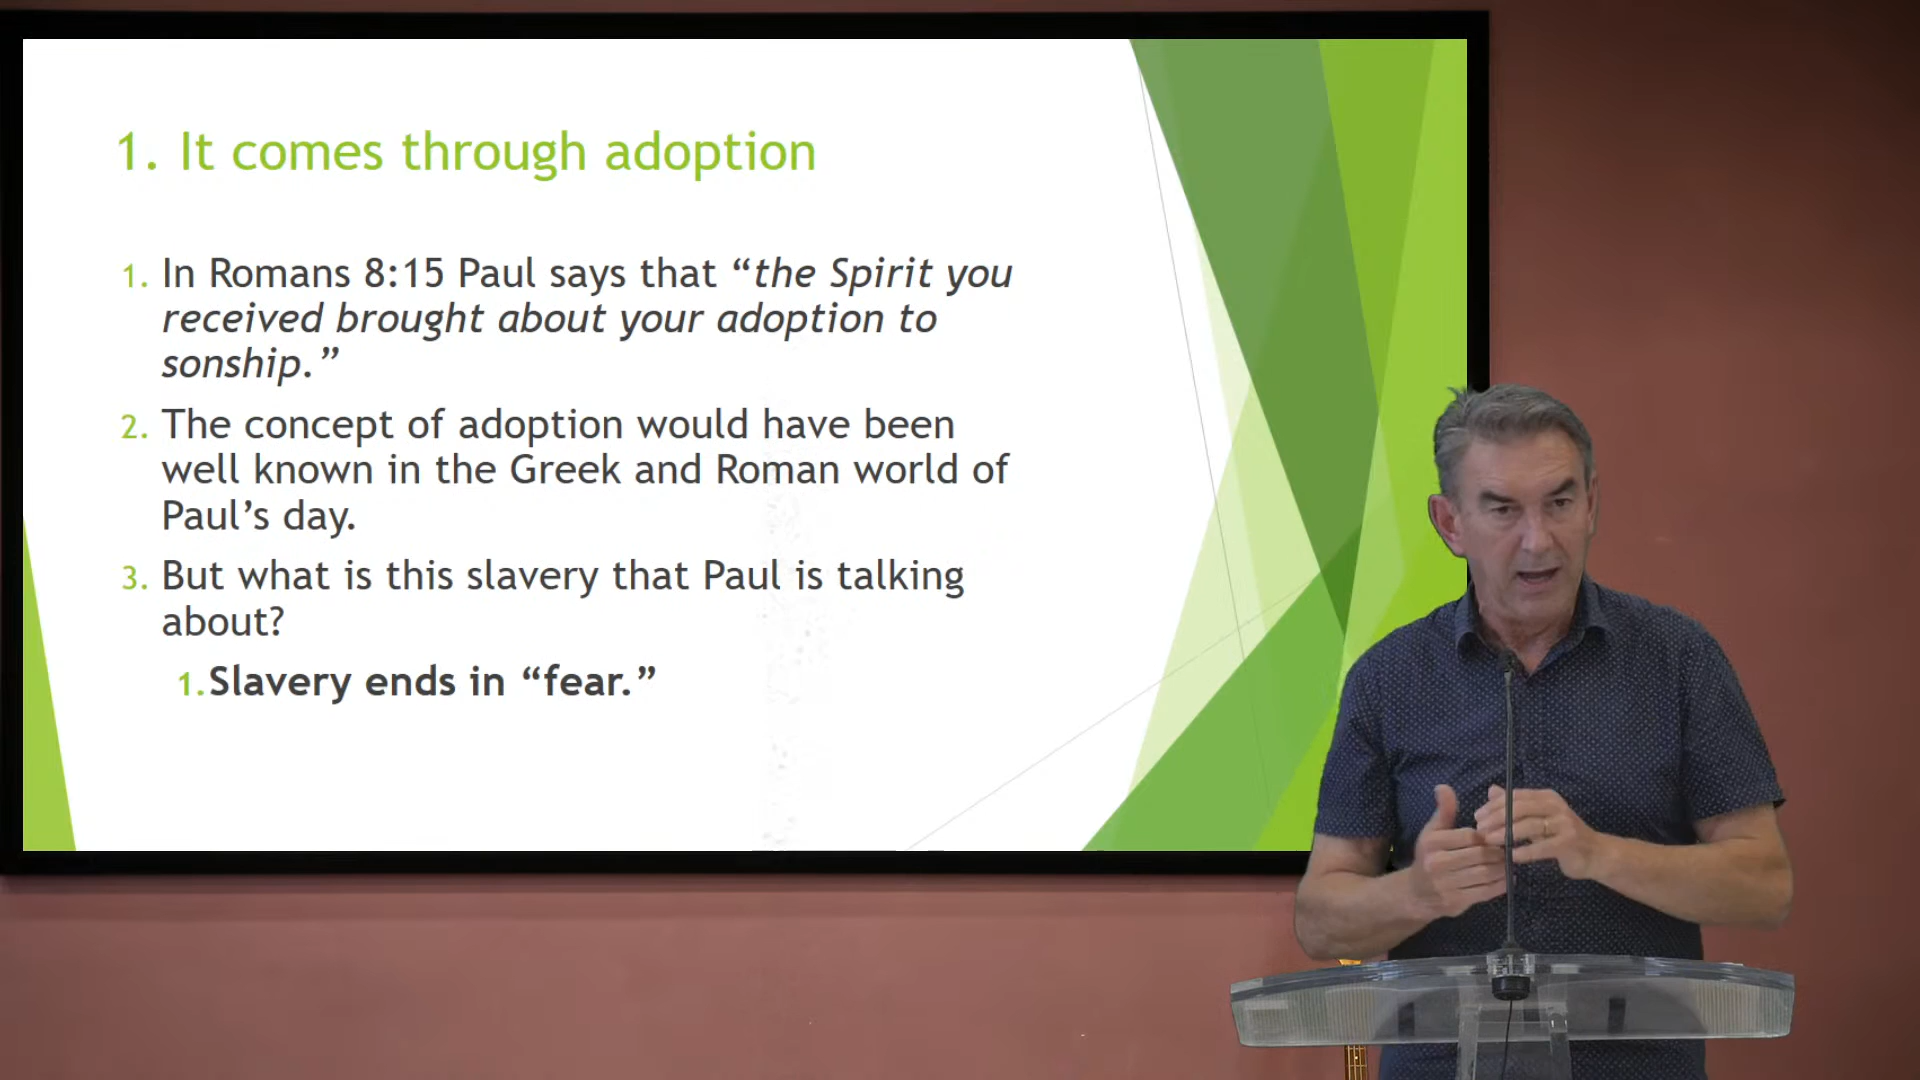 1. It comes through adoption
1. In Romans 8:15 Paul says that “the Spirit you
received brought about your adoption to
sonship.”
2. The concept of adoption would have been
well known in the Greek and Roman world of
Paul’s day.
3. But what is this slavery that Paul is talking
about?
1. Slavery ends in “fear.”